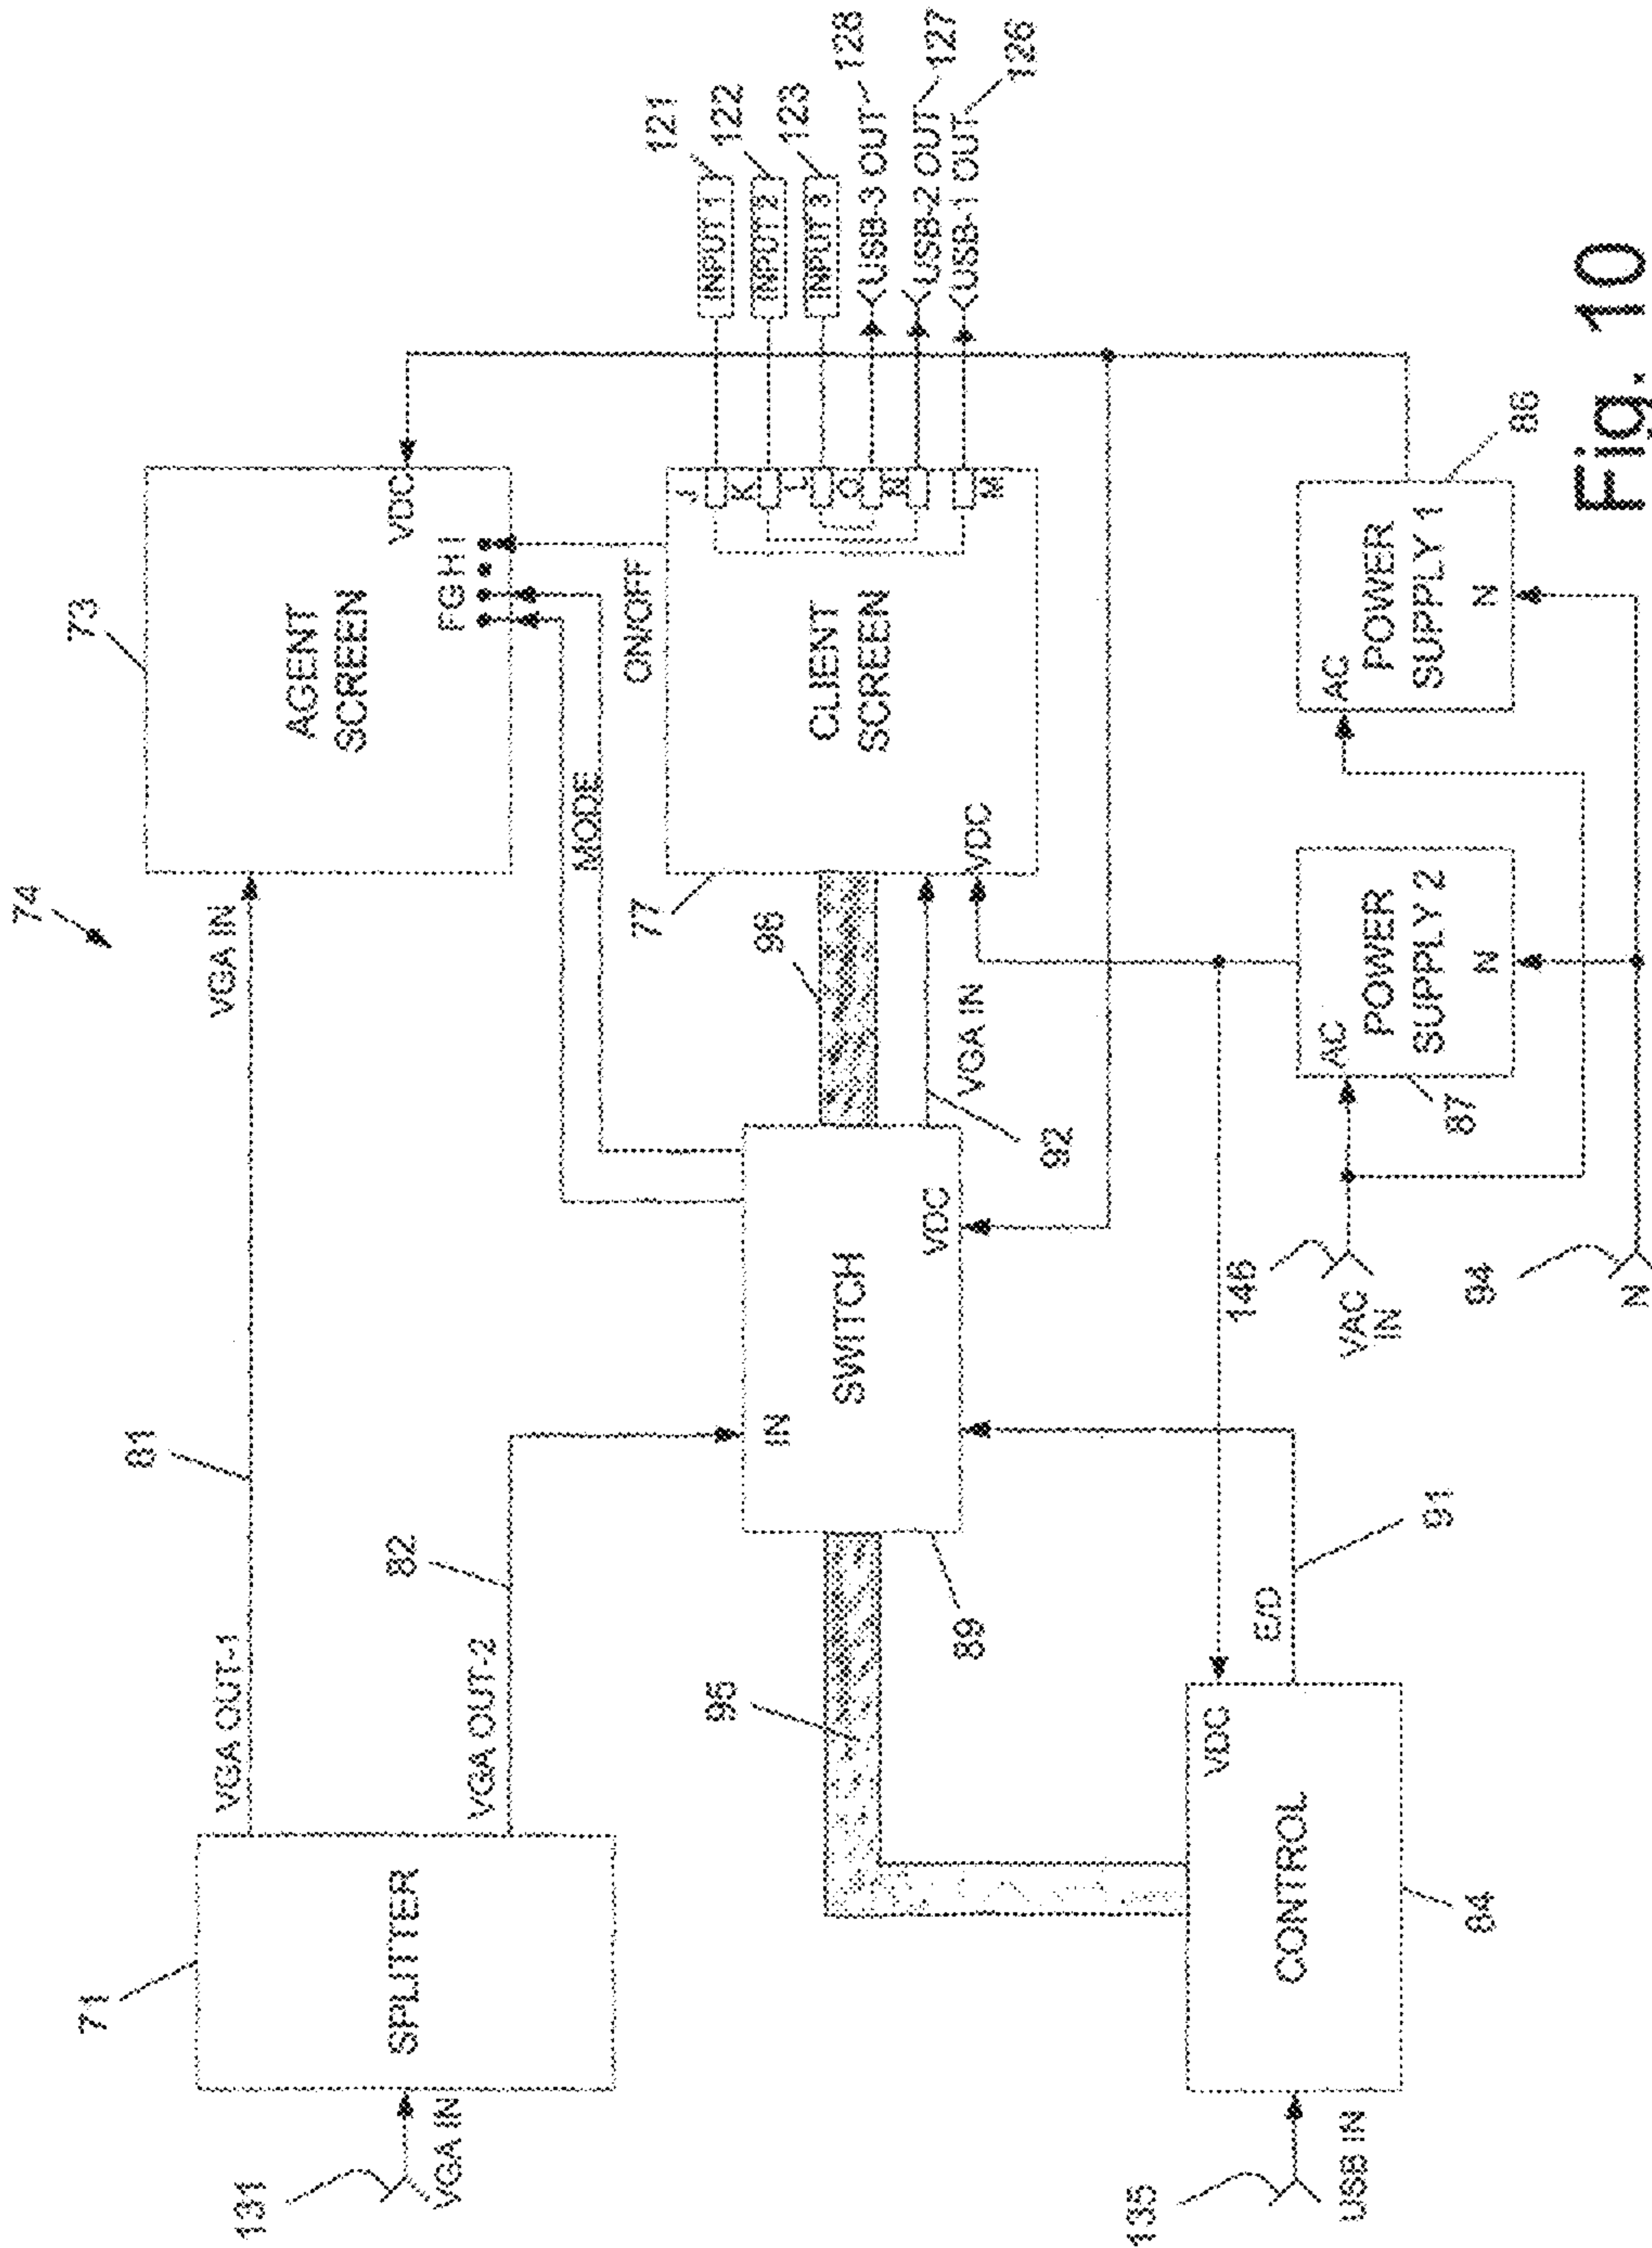 74
73
81
VGA OUT-1
VGA IN
AGENT
SCREEN
VDC
F G H I
71
SPLITTER
131
VGA IN
82
VGA OUT-2
MODE
ON/OFF
IN
SWITCH
VDC
89
77
CLIENT
SCREEN
VDC
J
K
L
O
N
M
INPUT 1
121
INPUT 2
122
INPUT 3
123
USB-3 OUT
128
USB-2 OUT
127
USB-1 OUT
126
95
VGA IN
92
135
USB IN
CONTROL
VDC
84
E/D
91
146
VAC
IN
94
N
AC
POWER
SUPPLY 2
N
87
AC
POWER
SUPPLY 1
N
86
Fig. 10